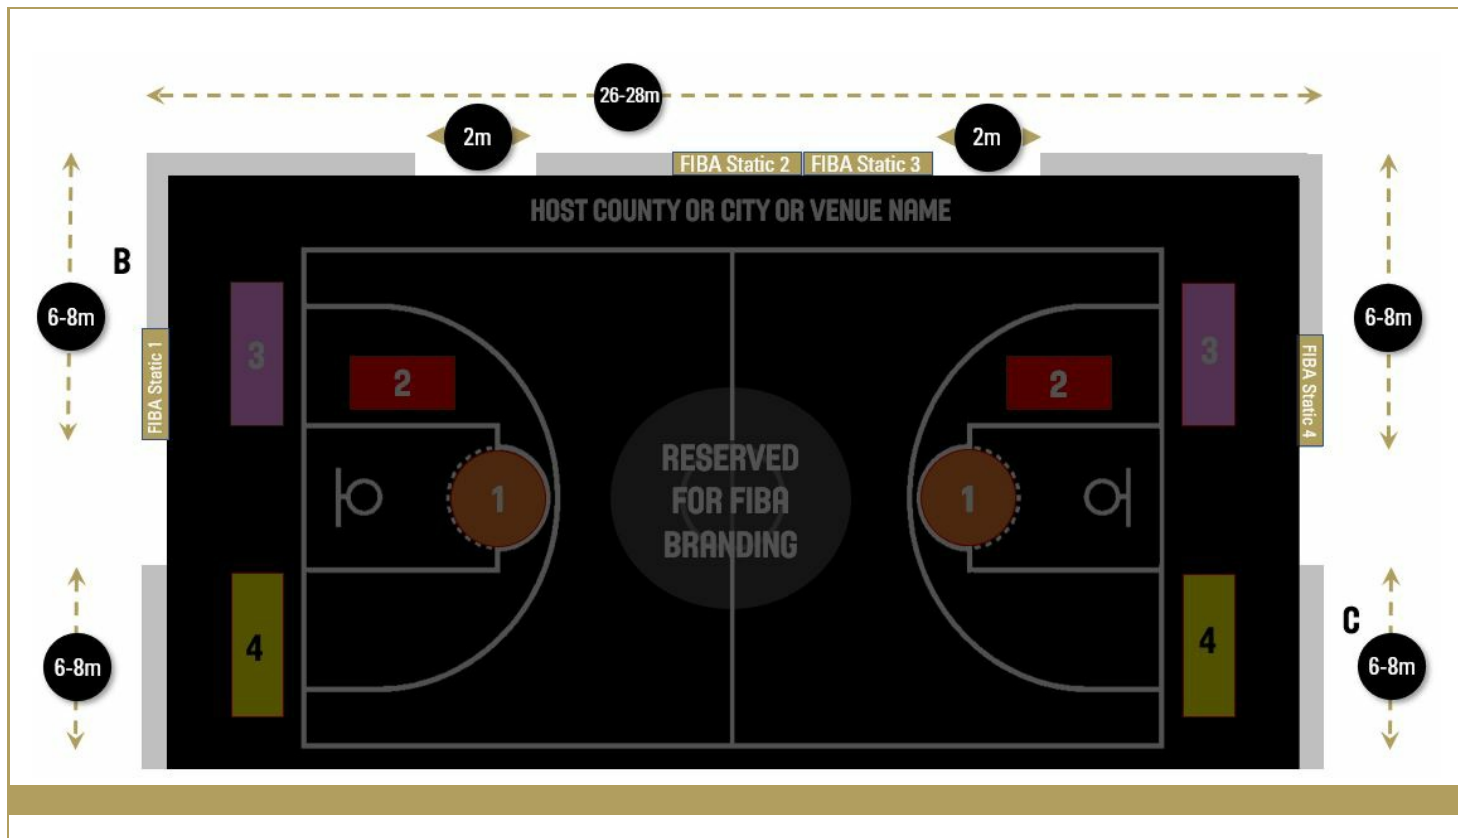 26-28m
2m
2m
FIBA Static 2
FIBA Static 3
HOST COUNTY OR CITY OR VENUE NAME
B
6-8m
6-8m
FIBA Static 1
FIBA Static 4
3
3
2
2
RESERVED
FOR FIBA
BRANDING
1
1
4
4
C
6-8m
6-8m